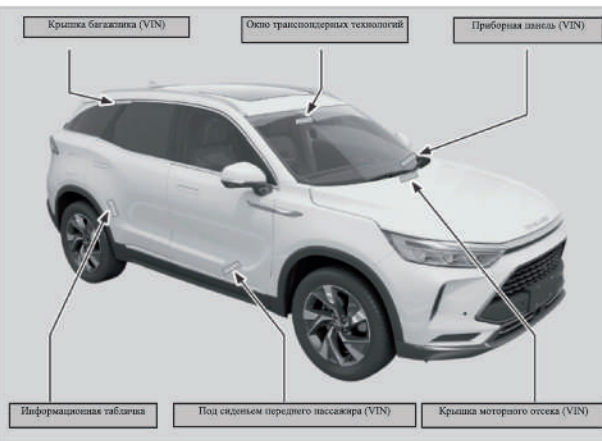 Крышка багажника (VIN)
Окно транспондерных технологий
Приборная панель (VIN)
Информационная табличка
Под сиденьем переднего пассажира (VIN)
Крышка моторного отсека (VIN)